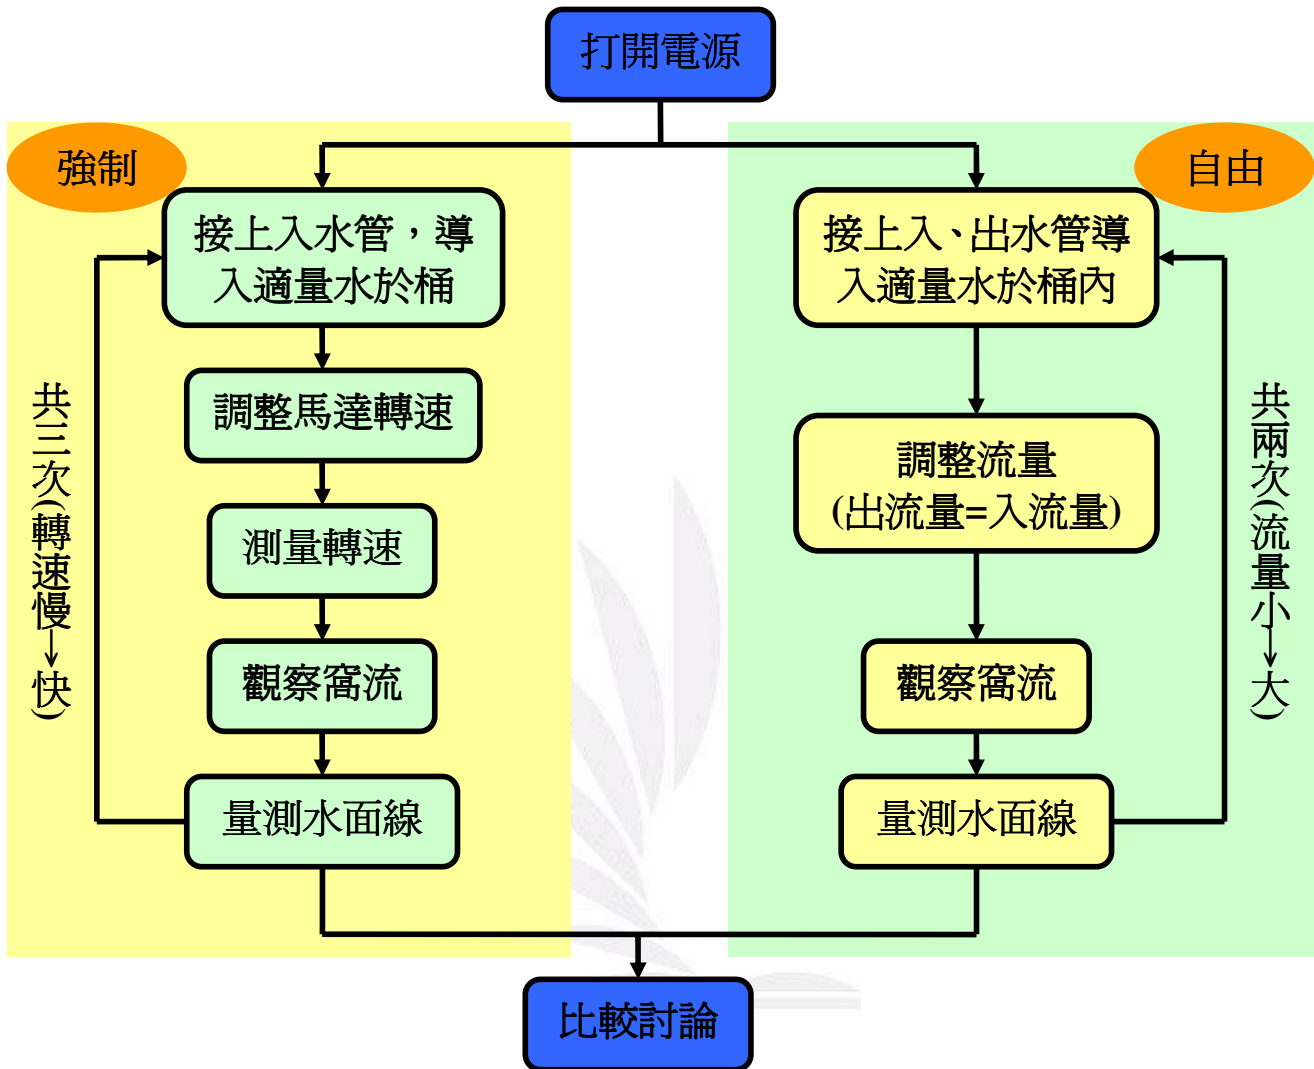 打開電源
強制
接上入水管，導
入適量水於桶
調整馬達轉速
測量轉速
觀察窩流
量測水面線
共三次(轉速慢→快)
自由
接上入、出水管導
入適量水於桶內
調整流量
(出流量=入流量)
觀察窩流
量測水面線
共兩次(流量小→大)
比較討論